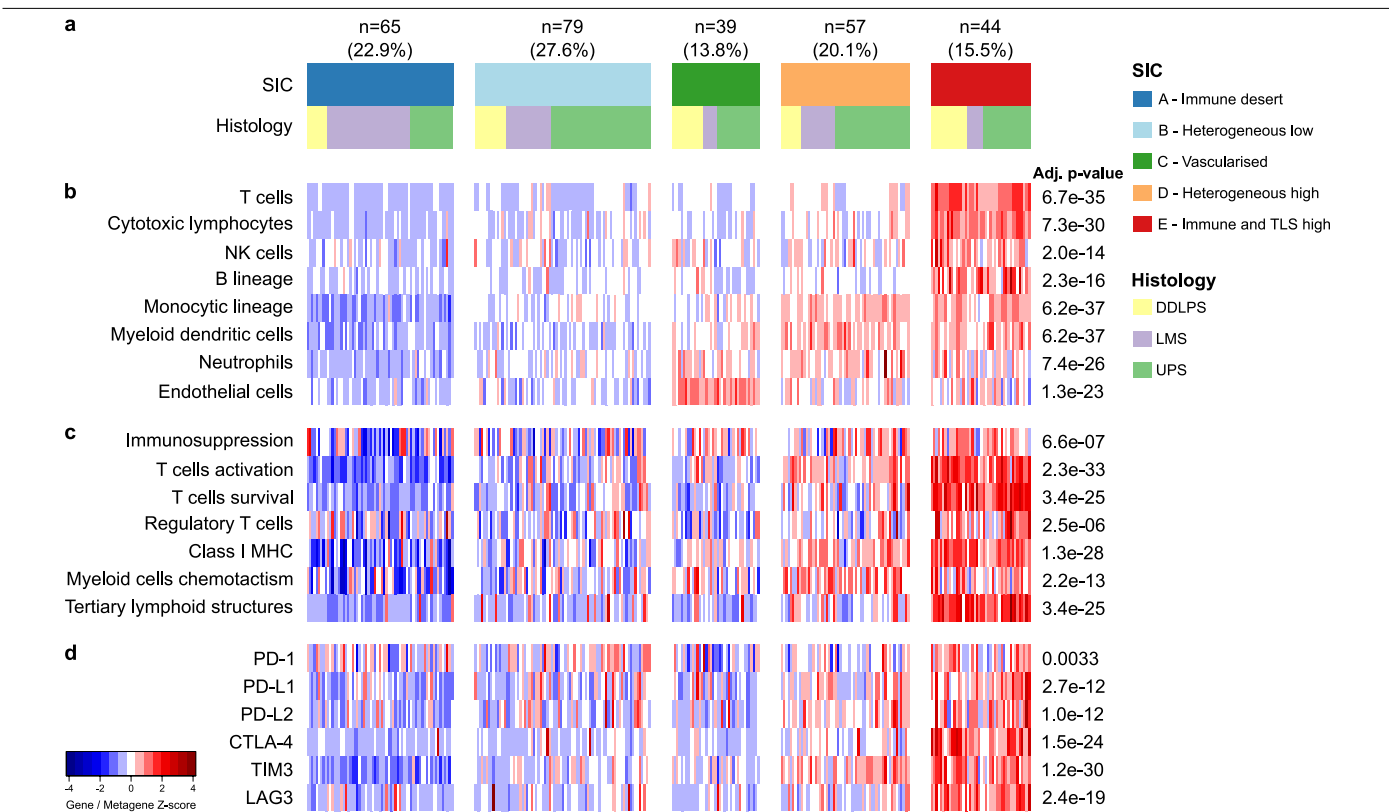 a
n=65
(22.9%)
n=79
(27.6%)
n=39
(13.8%)
n=57
(20.1%)
n=44
(15.5%)
SIC
Histology
SIC
A - Immune desert
B - Heterogeneous low
C - Vascularised
D - Heterogeneous high
E - Immune and TLS high
Histology
DDLPS
LMS
UPS
Adj. p-value
b
T cells 6.7e-35
Cytotoxic lymphocytes 7.3e-30
NK cells 2.0e-14
B lineage 2.3e-16
Monocytic lineage 6.2e-37
Myeloid dendritic cells 6.2e-37
Neutrophils 7.4e-26
Endothelial cells 1.3e-23
c
Immunosuppression 6.6e-07
T cells activation 2.3e-33
T cells survival 3.4e-25
Regulatory T cells 2.5e-06
Class I MHC 1.3e-28
Myeloid cells chemotactism 2.2e-13
Tertiary lymphoid structures 3.4e-25
d
PD-1 0.0033
PD-L1 2.7e-12
PD-L2 1.0e-12
CTLA-4 1.5e-24
TIM3 1.2e-30
LAG3 2.4e-19
-4 -2 0 2 4
Gene / Metagene Z-score